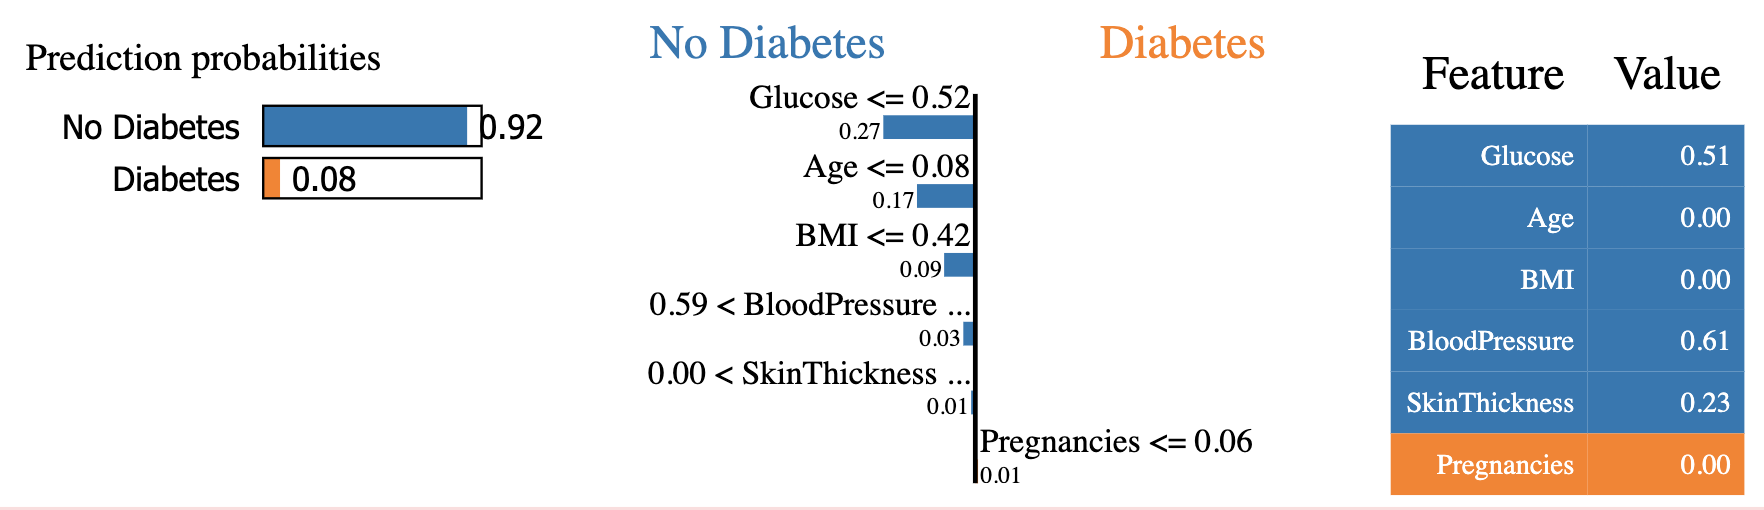 Prediction probabilities
No Diabetes 0.92
Diabetes 0.08
No Diabetes Diabetes
Glucose <= 0.52
0.27
Age <= 0.08
0.17
BMI <= 0.42
0.09
0.59 < BloodPressure ...
0.03
0.00 < SkinThickness ...
0.01
Pregnancies <= 0.06
0.01
Feature Value
Glucose 0.51
Age 0.00
BMI 0.00
BloodPressure 0.61
SkinThickness 0.23
Pregnancies 0.00